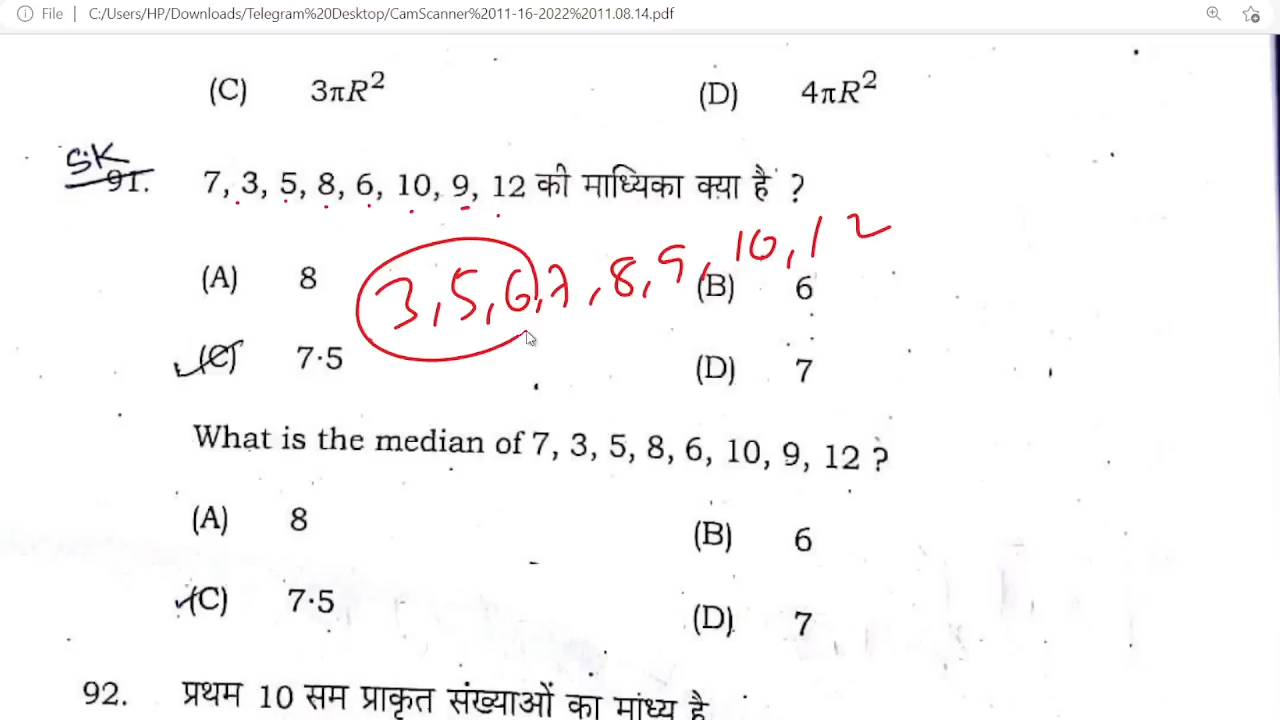 File | C:/Users/HP/Downloads/Telegram%20Desktop/CamScanner%2011-16-2022%2011.08.14.pdf
(C) 3πR² (D) 4πR²
SK
91. 7, 3, 5, 8, 6, 10, 9, 12 की माध्यिका क्या है ?
3, 5, 6, 7, 8, 9, 10, 12
(A) 8 (B) 6
(C) 7·5 (D) 7
What is the median of 7, 3, 5, 8, 6, 10, 9, 12 ?
(A) 8 (B) 6
(C) 7·5 (D) 7
92. प्रथम 10 सम प्राकृत संख्याओं का माध्य है